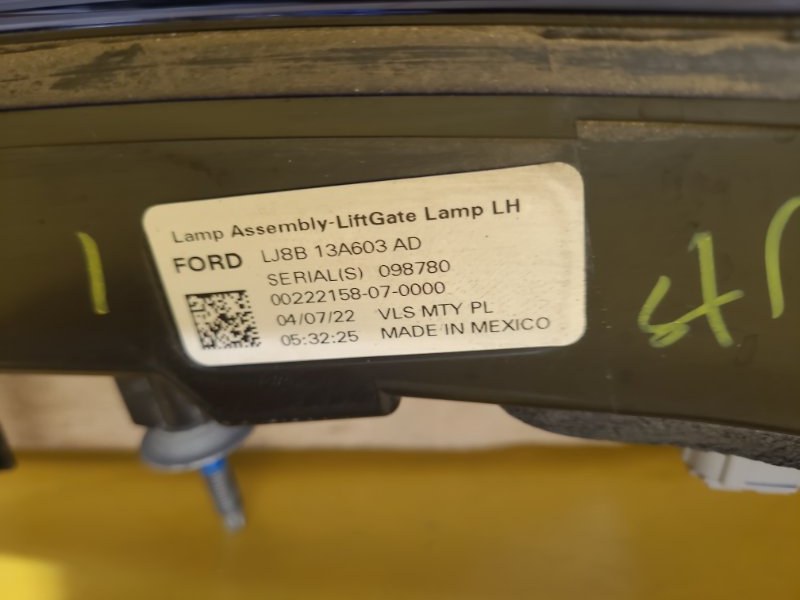 Lamp Assembly-LiftGate Lamp LH
FORD LJ8B 13A603 AD
SERIAL(S) 098780
00222158-07-0000
04/07/22 VLS MTY PL
05:32:25 MADE IN MEXICO